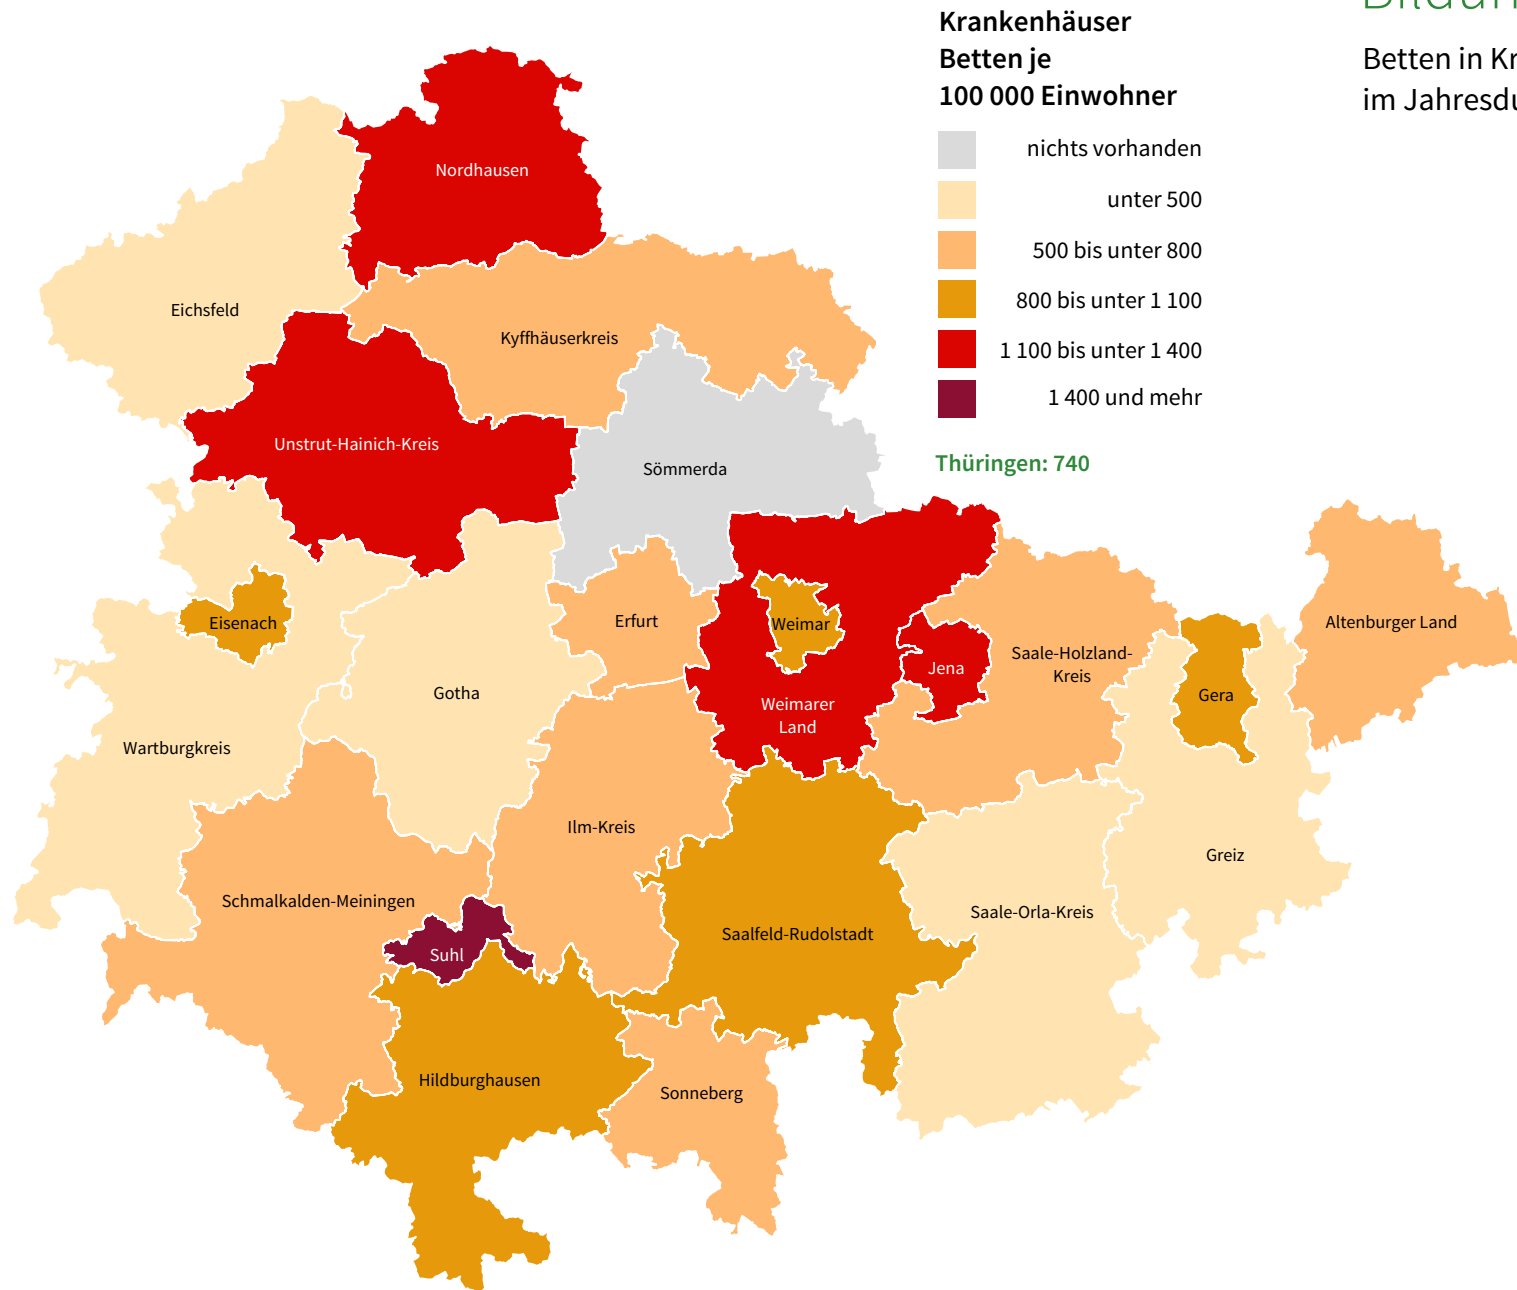 Krankenhäuser
Betten je
100 000 Einwohner
nichts vorhanden
unter 500
500 bis unter 800
800 bis unter 1 100
1 100 bis unter 1 400
1 400 und mehr
Thüringen: 740
Betten in
im
Nordhausen
Eichsfeld
Kyffhäuserkreis
Unstrut-Hainich-Kreis
Sömmerda
Eisenach
Erfurt
Weimar
Altenburger Land
Saale-Holzland-
Kreis
Jena
Gotha
Gera
Weimarer
Land
Wartburgkreis
Ilm-Kreis
Greiz
Schmalkalden-Meiningen
Saale-Orla-Kreis
Saalfeld-Rudolstadt
Suhl
Hildburghausen
Sonneberg